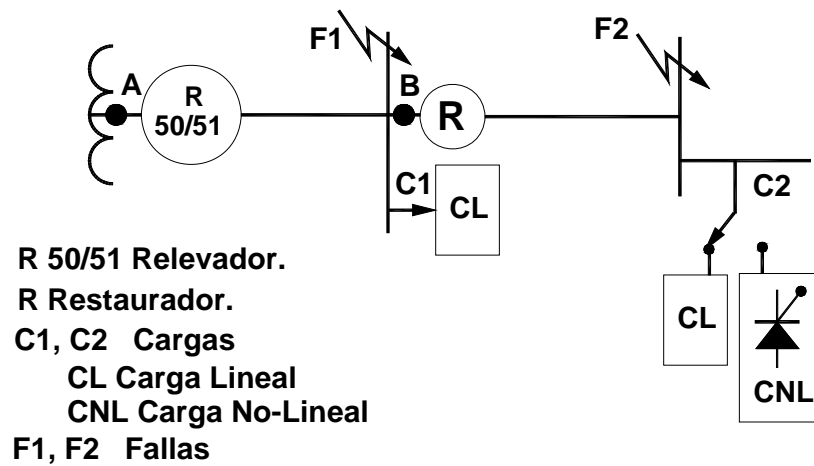 F1
F2
A
B
R
50/51
R
C1
CL
C2
R 50/51 Relevador.
R Restaurador.
C1, C2 Cargas
CL Carga Lineal
CNL Carga No-Lineal
F1, F2 Fallas
CL
CNL